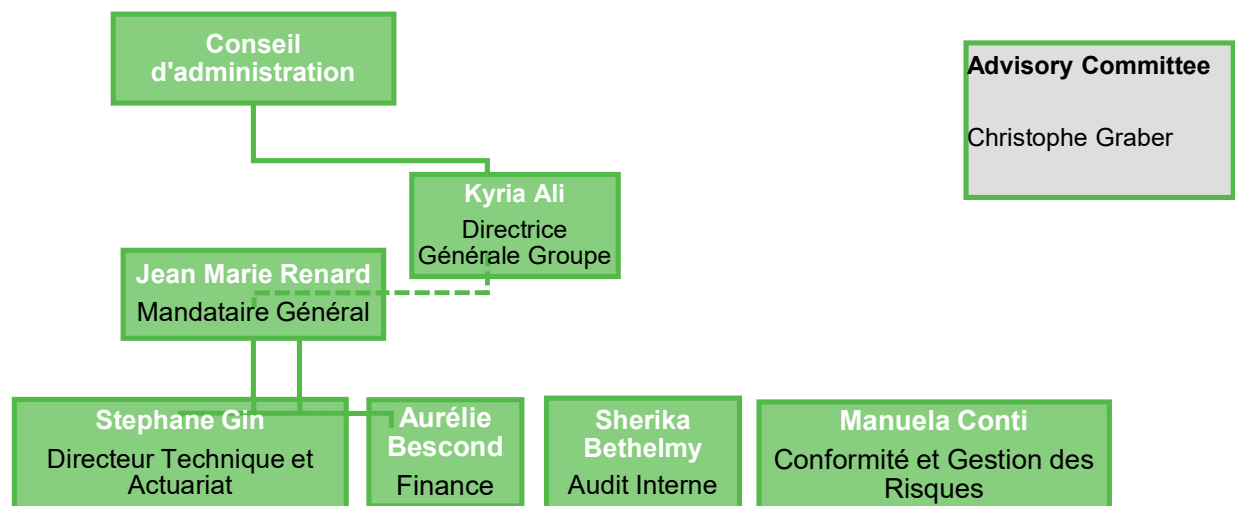 Conseil
d'administration
Advisory Committee
Christophe Graber
Kyria Ali
Directrice
Générale Groupe
Jean Marie Renard
Mandataire Général
Stephane Gin
Directeur Technique et
Actuariat
Aurélie
Bescond
Finance
Sherika
Bethelmy
Audit Interne
Manuela Conti
Conformité et Gestion des
Risques